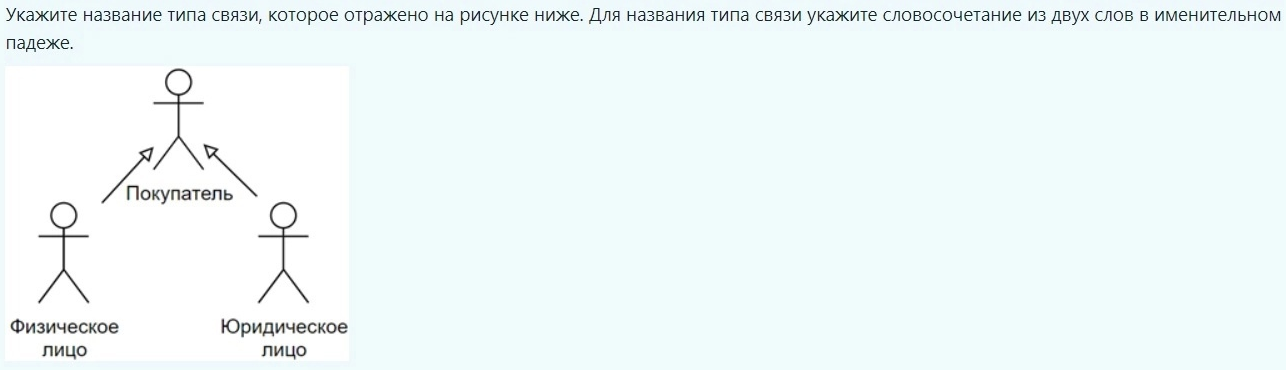 Укажите название типа связи, которое отражено на рисунке ниже. Для названия типа связи укажите словосочетание из двух слов в именительном
падеже.
Покупатель
Физическое
лицо
Юридическое
лицо